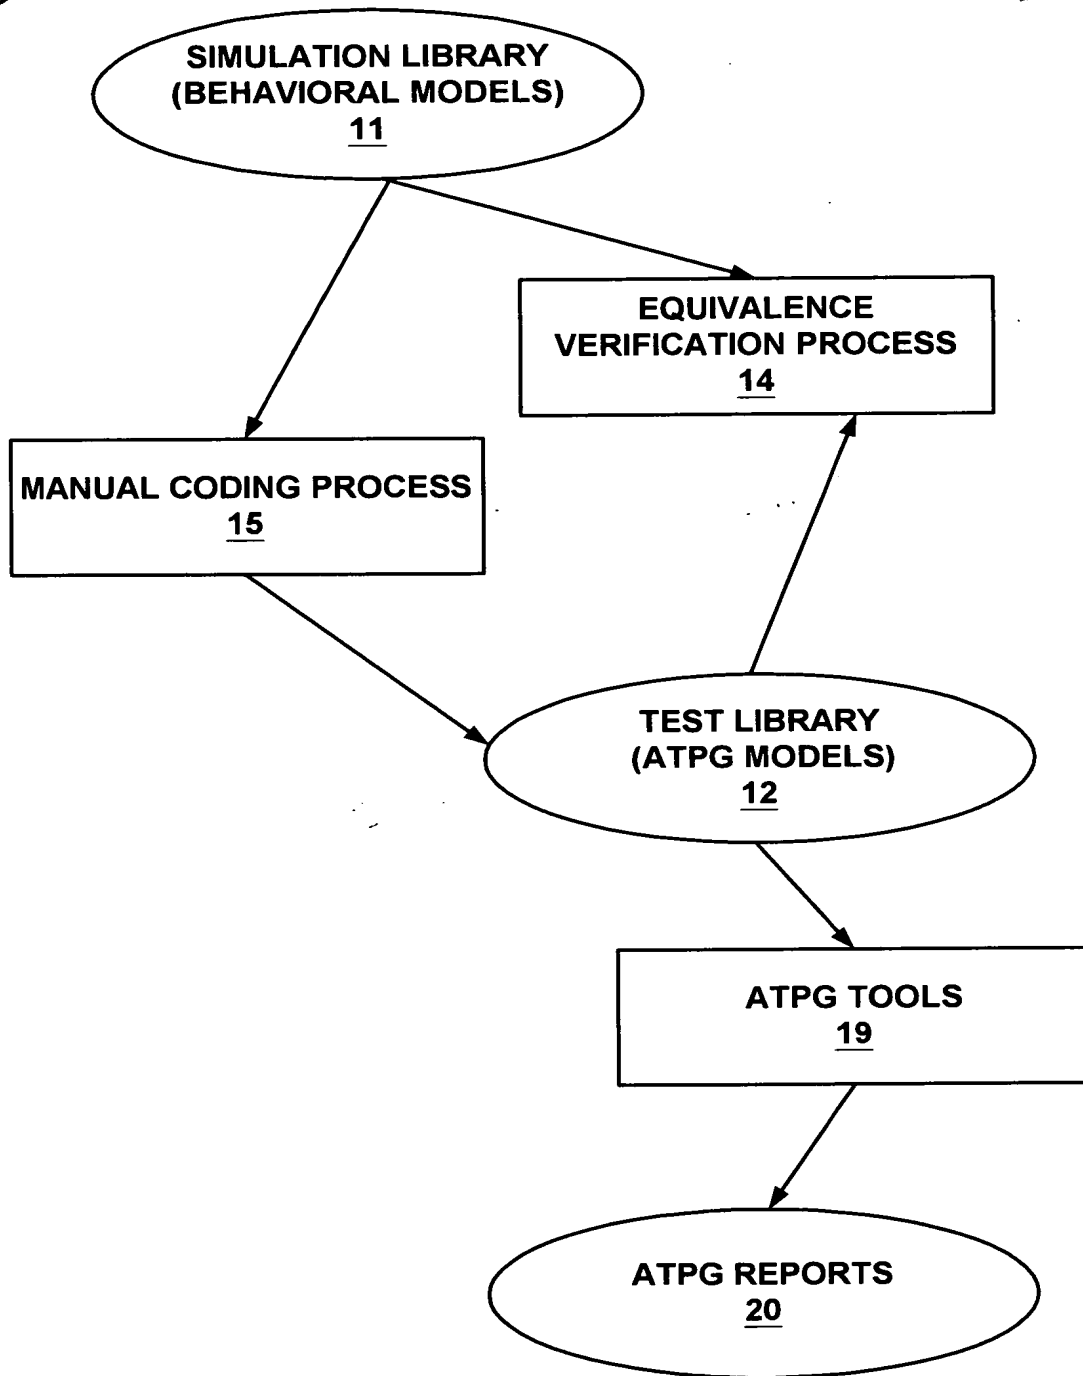 SIMULATION LIBRARY
(BEHAVIORAL MODELS)
11
EQUIVALENCE
VERIFICATION PROCESS
14
MANUAL CODING PROCESS
15
TEST LIBRARY
(ATPG MODELS)
12
ATPG TOOLS
19
ATPG REPORTS
20